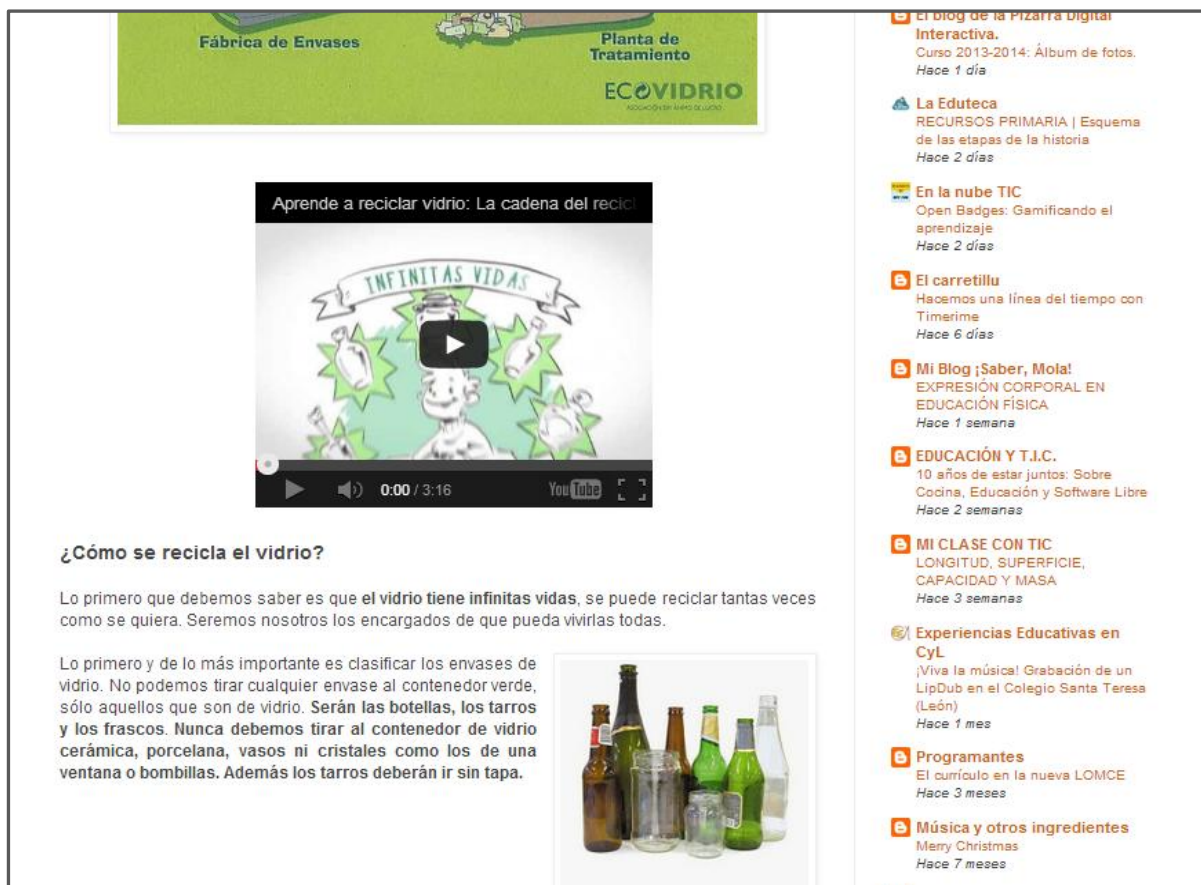 Fábrica de Envases
Planta de
Tratamiento
ECOVIDRIO
Aprende a reciclar vidrio: La cadena del recicl
INFINITAS VIDAS
0:00 / 3:16
YouTube
¿Cómo se recicla el vidrio?
Lo primero que debemos saber es que el vidrio tiene infinitas vidas, se puede reciclar tantas veces
como se quiera. Seremos nosotros los encargados de que pueda vivirlas todas.
Lo primero y de lo más importante es clasificar los envases de
vidrio. No podemos tirar cualquier envase al contenedor verde,
sólo aquellos que son de vidrio. Serán las botellas, los tarros
y los frascos. Nunca debemos tirar al contenedor de vidrio
cerámica, porcelana, vasos ni cristales como los de una
ventana o bombillas. Además los tarros deberán ir sin tapa.
El blog de la Pizarra Digital
Interactiva.
Curso 2013-2014: Álbum de fotos.
Hace 1 día
La Eduteca
RECURSOS PRIMARIA | Esquema
de las etapas de la historia
Hace 2 días
En la nube TIC
Open Badges: Gamificando el
aprendizaje
Hace 2 días
El carretillu
Hacemos una línea del tiempo con
Timerime
Hace 6 días
Mi Blog ¡Saber, Mola!
EXPRESIÓN CORPORAL EN
EDUCACIÓN FÍSICA
Hace 1 semana
EDUCACIÓN Y T.I.C.
10 años de estar juntos: Sobre
Cocina, Educación y Software Libre
Hace 2 semanas
MI CLASE CON TIC
LONGITUD, SUPERFICIE,
CAPACIDAD Y MASA
Hace 3 semanas
Experiencias Educativas en
CyL
¡Viva la música! Grabación de un
LipDub en el Colegio Santa Teresa
(León)
Hace 1 mes
Programantes
El currículo en la nueva LOMCE
Hace 3 meses
Música y otros ingredientes
Merry Christmas
Hace 7 meses